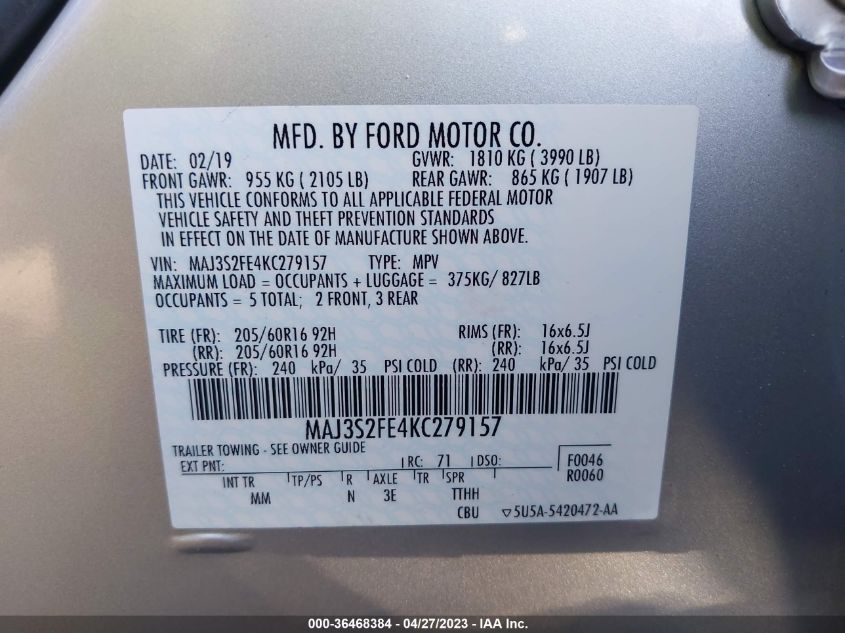 MFD. BY FORD MOTOR CO.
DATE: 02/19 GVWR: 1810 KG ( 3990 LB)
FRONT GAWR: 955 KG ( 2105 LB) REAR GAWR: 865 KG ( 1907 LB)
THIS VEHICLE CONFORMS TO ALL APPLICABLE FEDERAL MOTOR
VEHICLE SAFETY AND THEFT PREVENTION STANDARDS
IN EFFECT ON THE DATE OF MANUFACTURE SHOWN ABOVE.
VIN: MAJ3S2FE4KC279157 TYPE: MPV
MAXIMUM LOAD = OCCUPANTS + LUGGAGE = 375KG/ 827LB
OCCUPANTS = 5 TOTAL; 2 FRONT, 3 REAR
TIRE (FR): 205/60R16 92H RIMS (FR): 16x6.5J
(RR): 205/60R16 92H (RR): 16x6.5J
PRESSURE (FR): 240 kPa/ 35 PSI COLD (RR): 240 kPa/ 35 PSI COLD
MAJ3S2FE4KC279157
TRAILER TOWING - SEE OWNER GUIDE
EXT PNT: RC: 71 DSO: F0046
R0060
INT TR TP/PS R AXLE TR SPR
MM N 3E TTHH
CBU ▽5U5A-5420472-AA
000-36468384 - 04/27/2023 - IAA Inc.